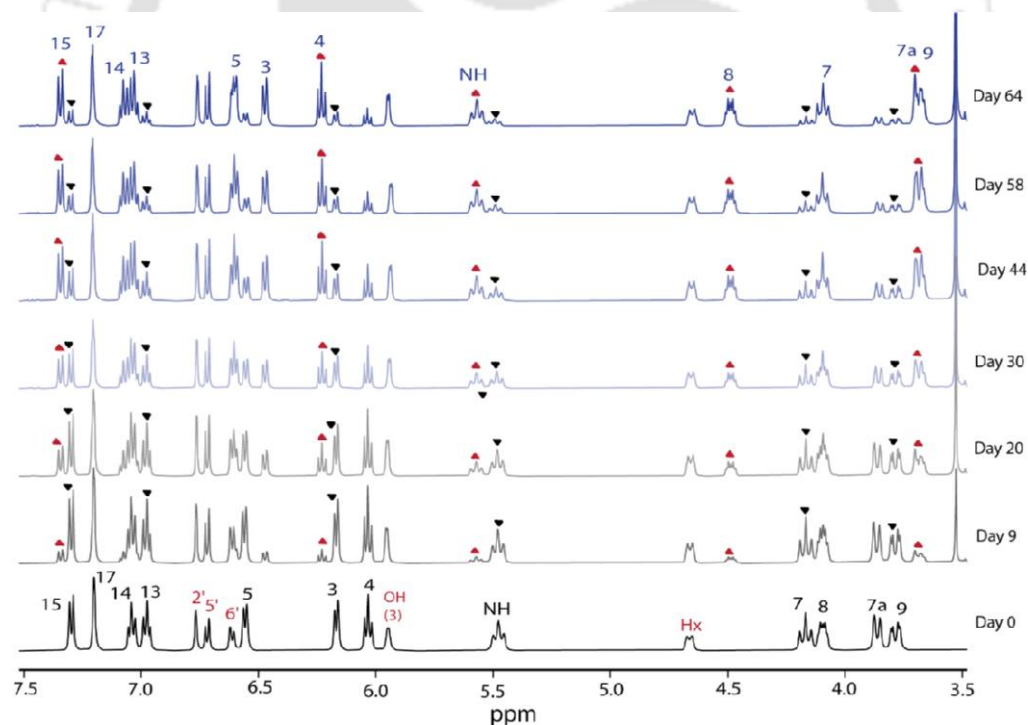 15 17 14 13 5 3 4 NH 8 7 7a 9
Day 64
Day 58
Day 44
Day 30
Day 20
Day 9
15 17 14 13 2' 5' 6' 5 3 4 OH (3) NH Hx 7 8 7a 9
Day 0
7.5 7.0 6.5 6.0 5.5 5.0 4.5 4.0 3.5
ppm